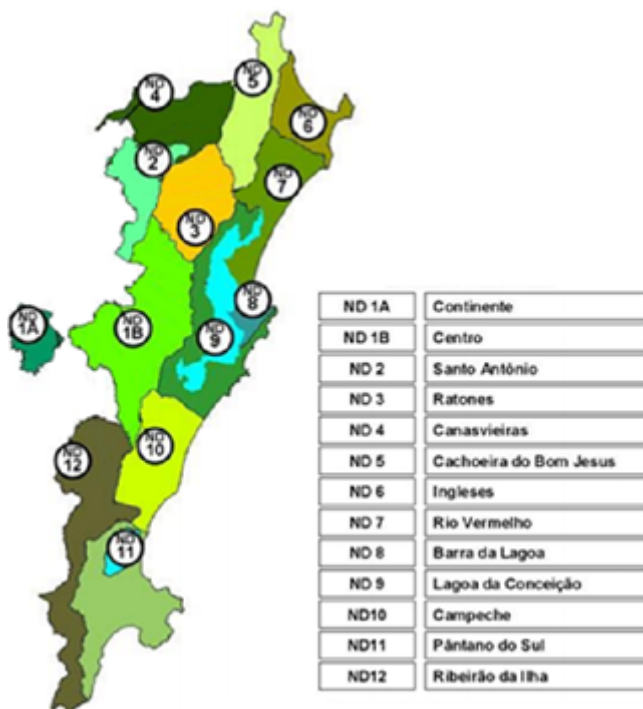 ND 5
ND 4
ND 6
ND 2
ND 7
ND 3
ND 8
ND 1A
ND 1B
ND 9
ND 10
ND 12
ND 11
ND 1A Continente
ND 1B Centro
ND 2 Santo Antônio
ND 3 Ratones
ND 4 Canasvieiras
ND 5 Cachoeira do Bom Jesus
ND 6 Ingleses
ND 7 Rio Vermelho
ND 8 Barra da Lagoa
ND 9 Lagoa da Conceição
ND10 Campeche
ND11 Pântano do Sul
ND12 Ribeirão da Ilha